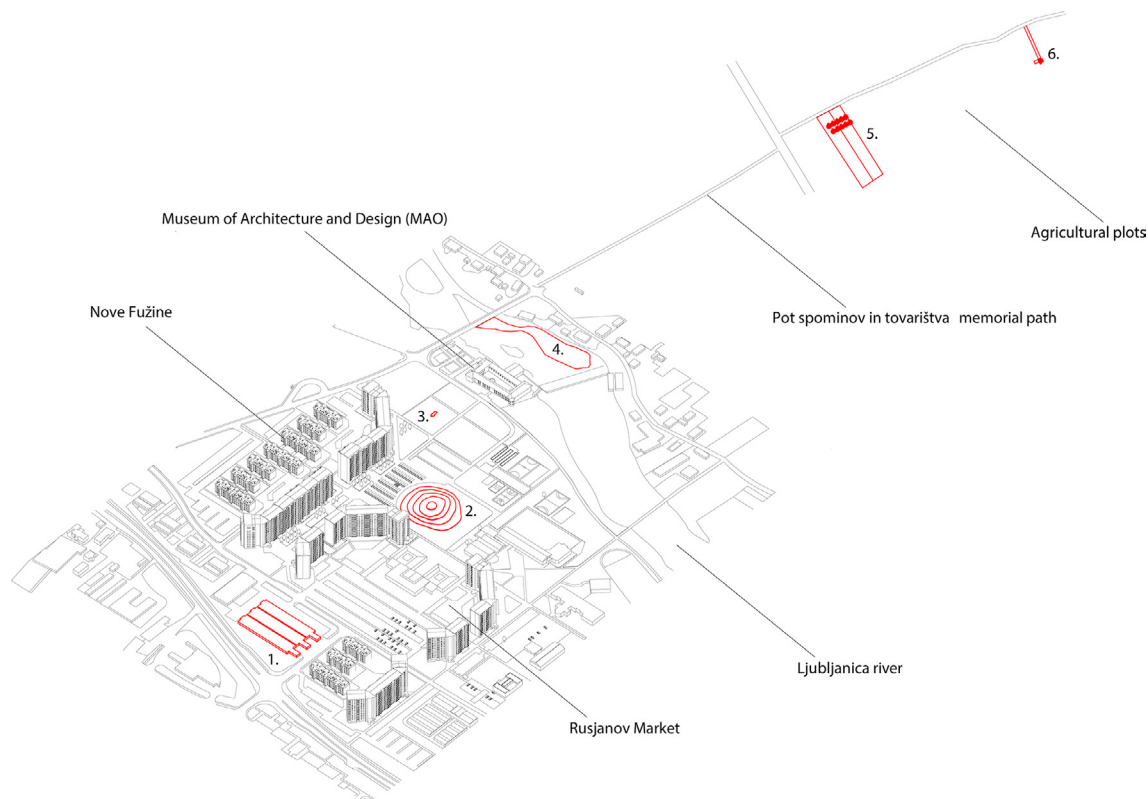 6.
5.
Museum of Architecture and Design (MAO)
Agricultural plots
Nove Fužine
Pot spominov in tovarištva memorial path
4.
3.
2.
1.
Ljubljanica river
Rusjanov Market